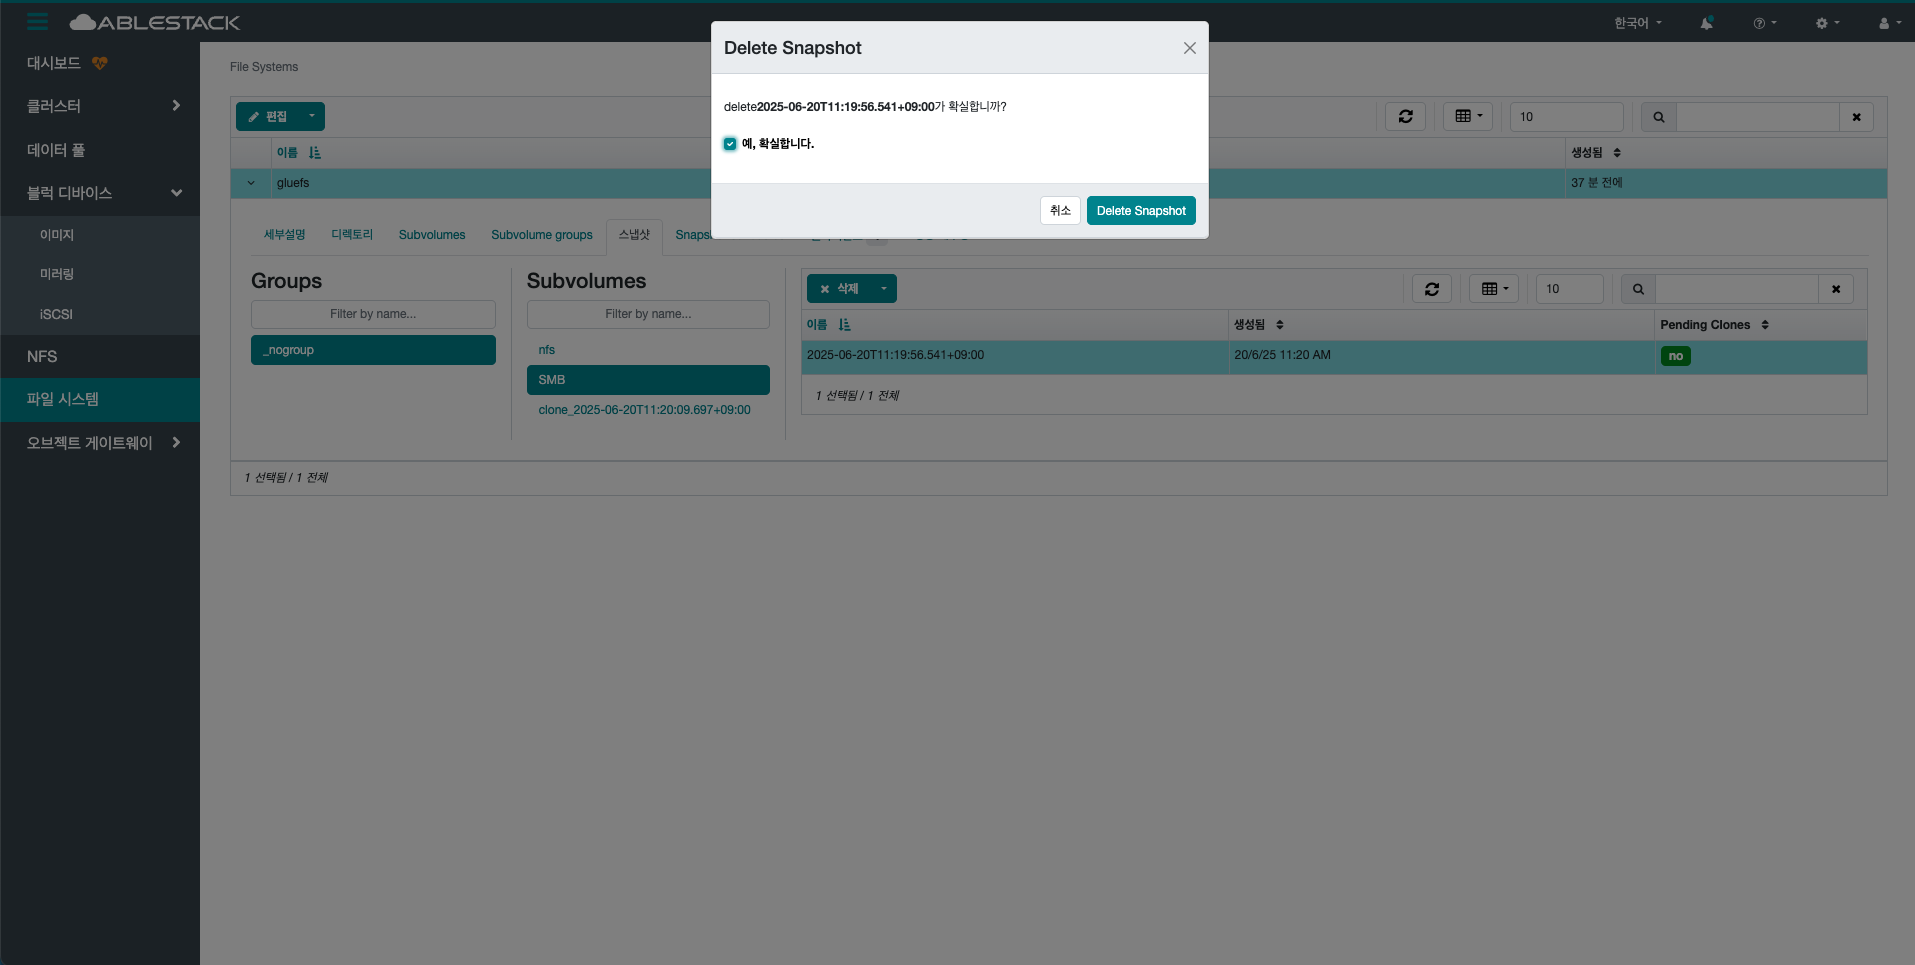 ABLESTACK
한국어
대시보드
클러스터
데이터 풀
블럭 디바이스
이미지
미러링
iSCSI
NFS
파일 시스템
오브젝트 게이트웨이
File Systems
편집
10
이름
생성됨
gluefs
37 분 전에
세부설명
디렉토리
Subvolumes
Subvolume groups
스냅샷
Groups
Filter by name...
_nogroup
Subvolumes
Filter by name...
nfs
SMB
clone_2025-06-20T11:20:09.697+09:00
삭제
10
이름
생성됨
Pending Clones
2025-06-20T11:19:56.541+09:00
20/6/25 11:20 AM
no
1 선택됨 / 1 전체
1 선택됨 / 1 전체
Delete Snapshot
delete2025-06-20T11:19:56.541+09:00가 확실합니까?
예, 확실합니다.
취소
Delete Snapshot